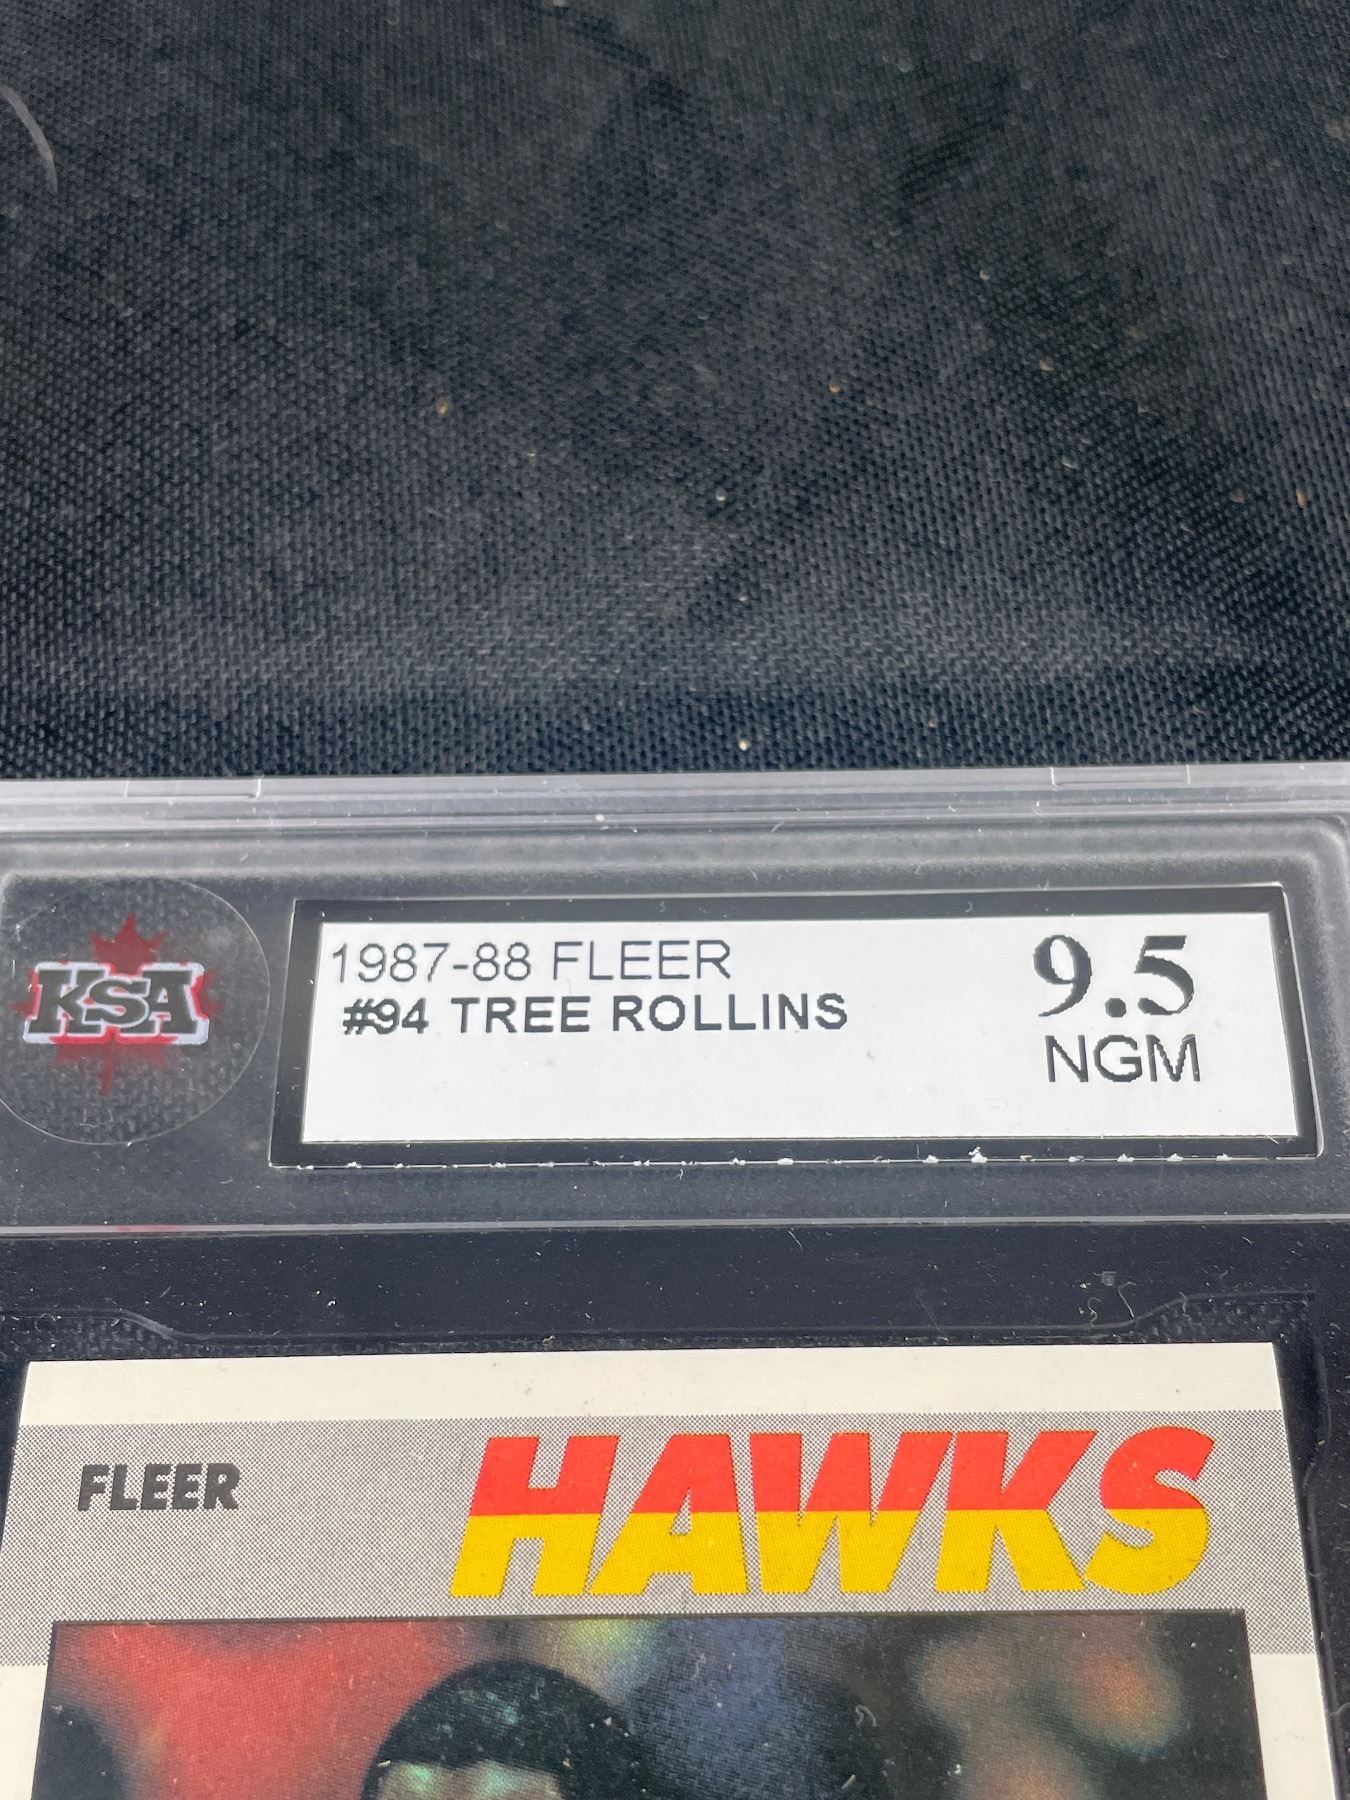 KSA
1987-88 FLEER
#94 TREE ROLLINS
9.5
NGM
FLEER
HAWKS